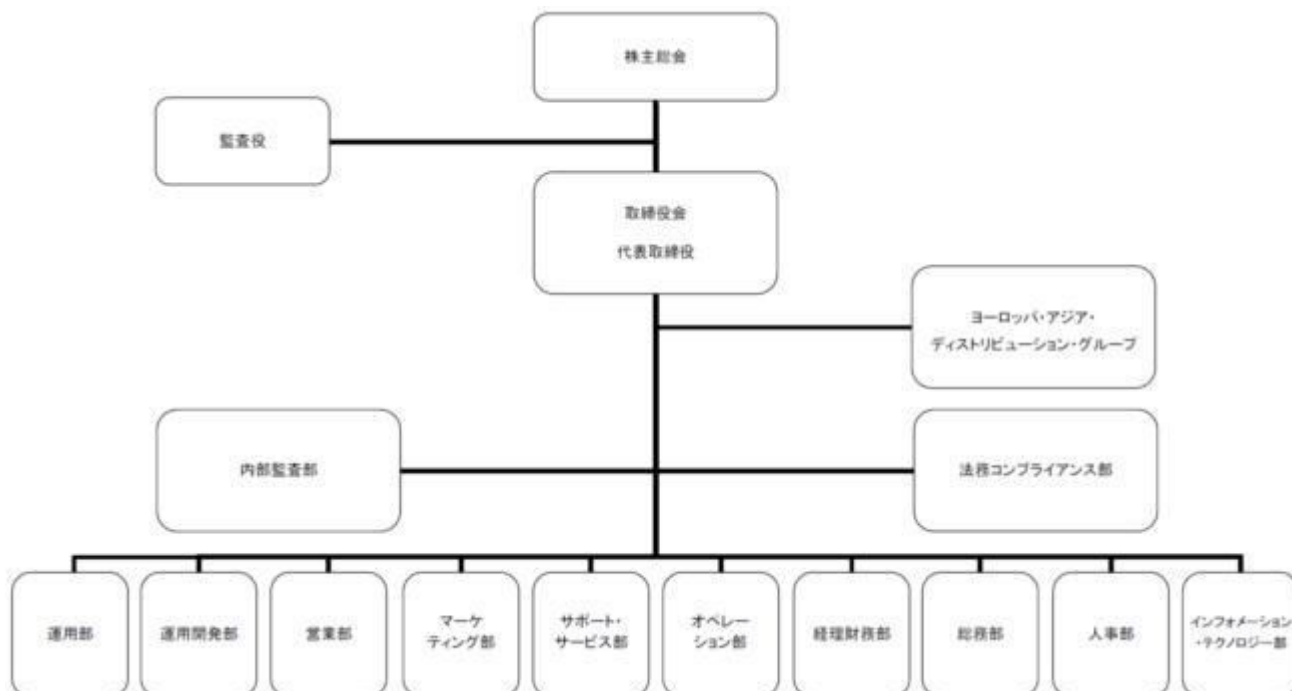 株主総会
監査役
取締役会
代表取締役
ヨーロッパ・アジア・
ディストリビューション・グループ
内部監査部
法務コンプライアンス部
運用部
運用開発部
営業部
マーケ
ティング部
サポート・
サービス部
オペレー
ション部
経理財務部
総務部
人事部
インフォメーション
・テクノロジー部